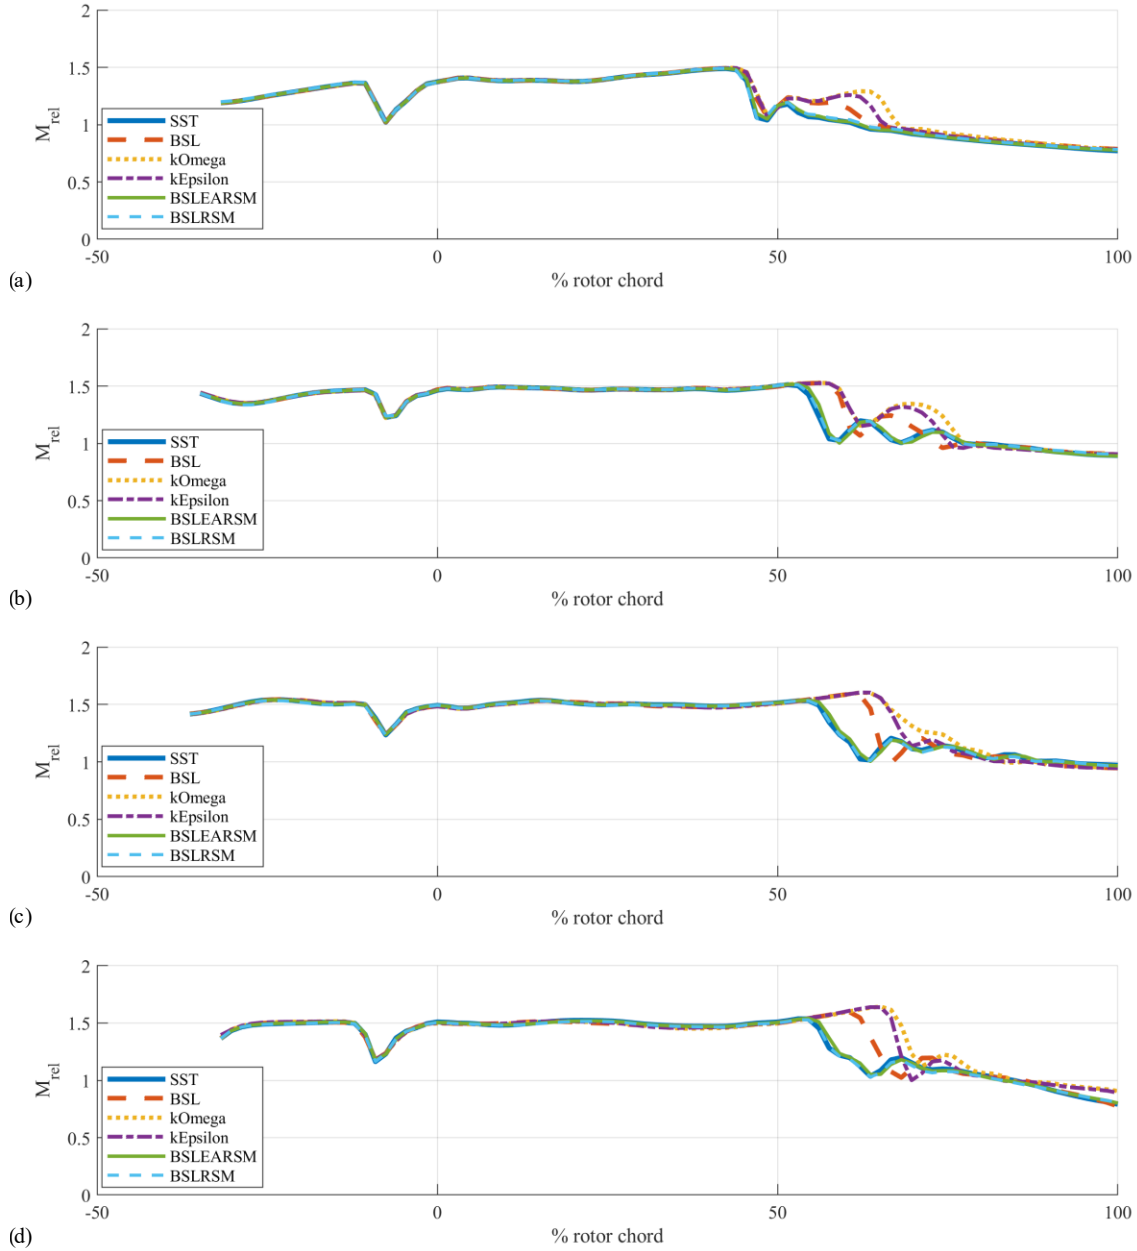 2
1.5
1
0.5
0
M_rel
SST
BSL
kOmega
kEpsilon
BSLEARSM
BSLRSM
-50 0 50 100
% rotor chord
(a)
2
1.5
1
0.5
0
M_rel
SST
BSL
kOmega
kEpsilon
BSLEARSM
BSLRSM
-50 0 50 100
% rotor chord
(b)
2
1.5
1
0.5
0
M_rel
SST
BSL
kOmega
kEpsilon
BSLEARSM
BSLRSM
-50 0 50 100
% rotor chord
(c)
2
1.5
1
0.5
0
M_rel
SST
BSL
kOmega
kEpsilon
BSLEARSM
BSLRSM
-50 0 50 100
% rotor chord
(d)